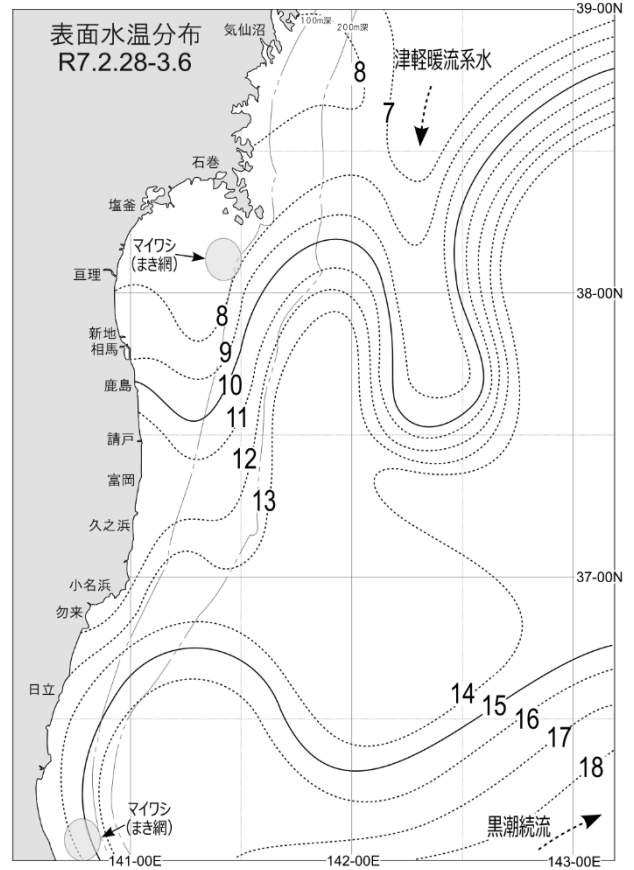 表面水温分布
R7.2.28-3.6
気仙沼
100m深
200m深
39-00N
津軽暖流系水
8
7
石巻
塩釜
マイワシ
(まき網)
亘理
38-00N
8
新地
相馬
9
鹿島
10
11
請戸
12
富岡
13
久之浜
37-00N
小名浜
勿来
日立
14
15
16
17
18
マイワシ
(まき網)
黒潮続流
141-00E
142-00E
143-00E